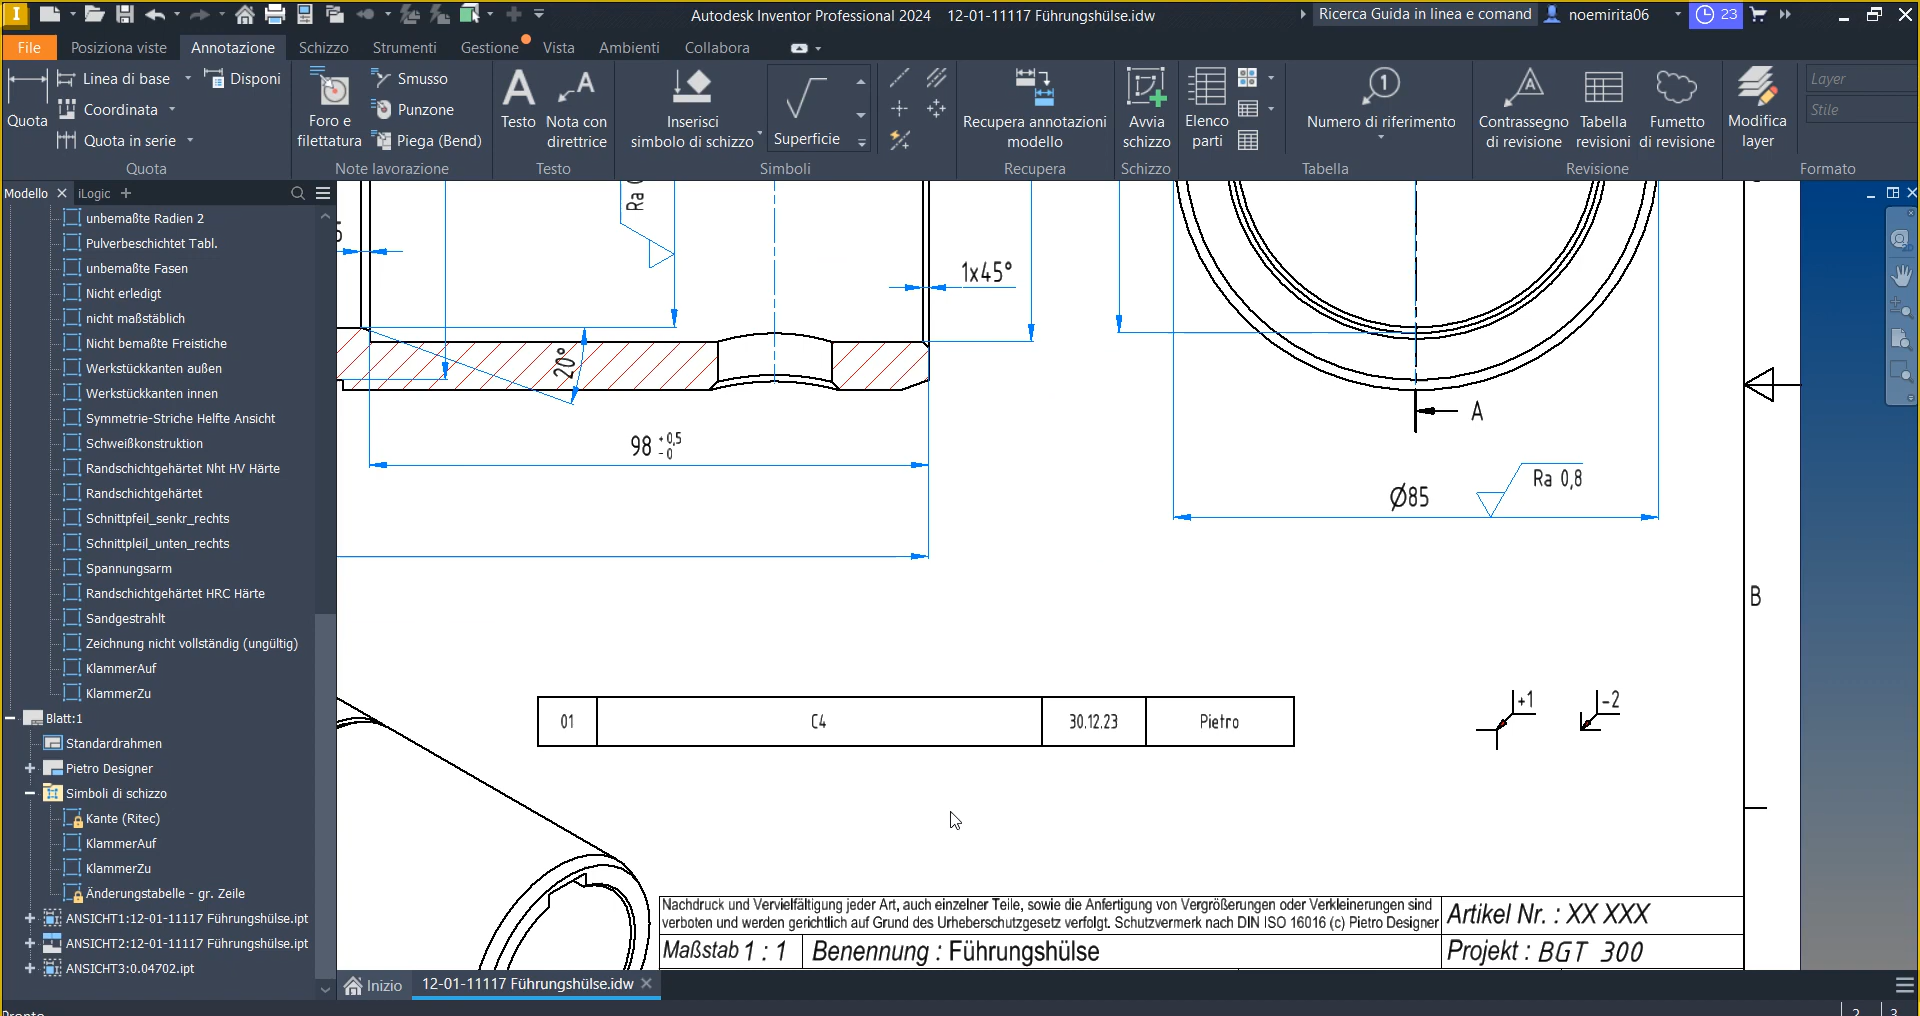 Autodesk Inventor Professional 2024 12-01-11117 Führungshülse.idw
Ricerca Guida in linea e comand
noemirita06
23
File Posiziona viste Annotazione Schizzo Strumenti Gestione Vista Ambienti Collabora
Quota
Linea di base
Disponi
Coordinata
Quota in serie
Quota
Foro e
filettatura
Smusso
Punzone
Piega (Bend)
Note lavorazione
Testo
Nota con
direttrice
Testo
Inserisci
simbolo di schizzo
Superficie
Simboli
Recupera annotazioni
modello
Recupera
Avvia
schizzo
Schizzo
Elenco
parti
Numero di riferimento
Tabella
Contrassegno
di revisione
Tabella
revisioni
Fumetto
di revisione
Revisione
Modifica
layer
Layer
Stile
Formato
Modello iLogic
unbemaßte Radien 2
Pulverbeschichtet Tabl.
unbemaßte Fasen
Nicht erledigt
nicht maßstäblich
Nicht bemaßte Freistiche
Werkstückkanten außen
Werkstückkanten innen
Symmetrie-Striche Helfte Ansicht
Schweißkonstruktion
Randschichtgehärtet Nht HV Härte
Randschichtgehärtet
Schnittpfeil_senkr_rechts
Schnittpleil_unten_rechts
Spannungsarm
Randschichtgehärtet HRC Härte
Sandgestrahlt
Zeichnung nicht vollständig (ungültig)
KlammerAuf
KlammerZu
Blatt:1
Standardrahmen
Pietro Designer
Simboli di schizzo
Kante (Ritec)
KlammerAuf
KlammerZu
Änderungstabelle - gr. Zeile
ANSICHT1:12-01-11117 Führungshülse.ipt
ANSICHT2:12-01-11117 Führungshülse.ipt
ANSICHT3:0.04702.ipt
Ra
1x45°
20°
98 +0,5
-0
A
Ø85
Ra 0,8
B
01 C4 30.12.23 Pietro
+1
-2
Nachdruck und Vervielfältigung jeder Art, auch einzelner Teile, sowie die Anfertigung von Vergrößerungen oder Verkleinerungen sind
verboten und werden gerichtlich auf Grund des Urheberschutzgesetz verfolgt. Schutzvermerk nach DIN ISO 16016 (c) Pietro Designer
Artikel Nr. : XX XXX
Maßstab 1 : 1
Benennung : Führungshülse
Projekt : BGT 300
Inizio
12-01-11117 Führungshülse.idw
2
3